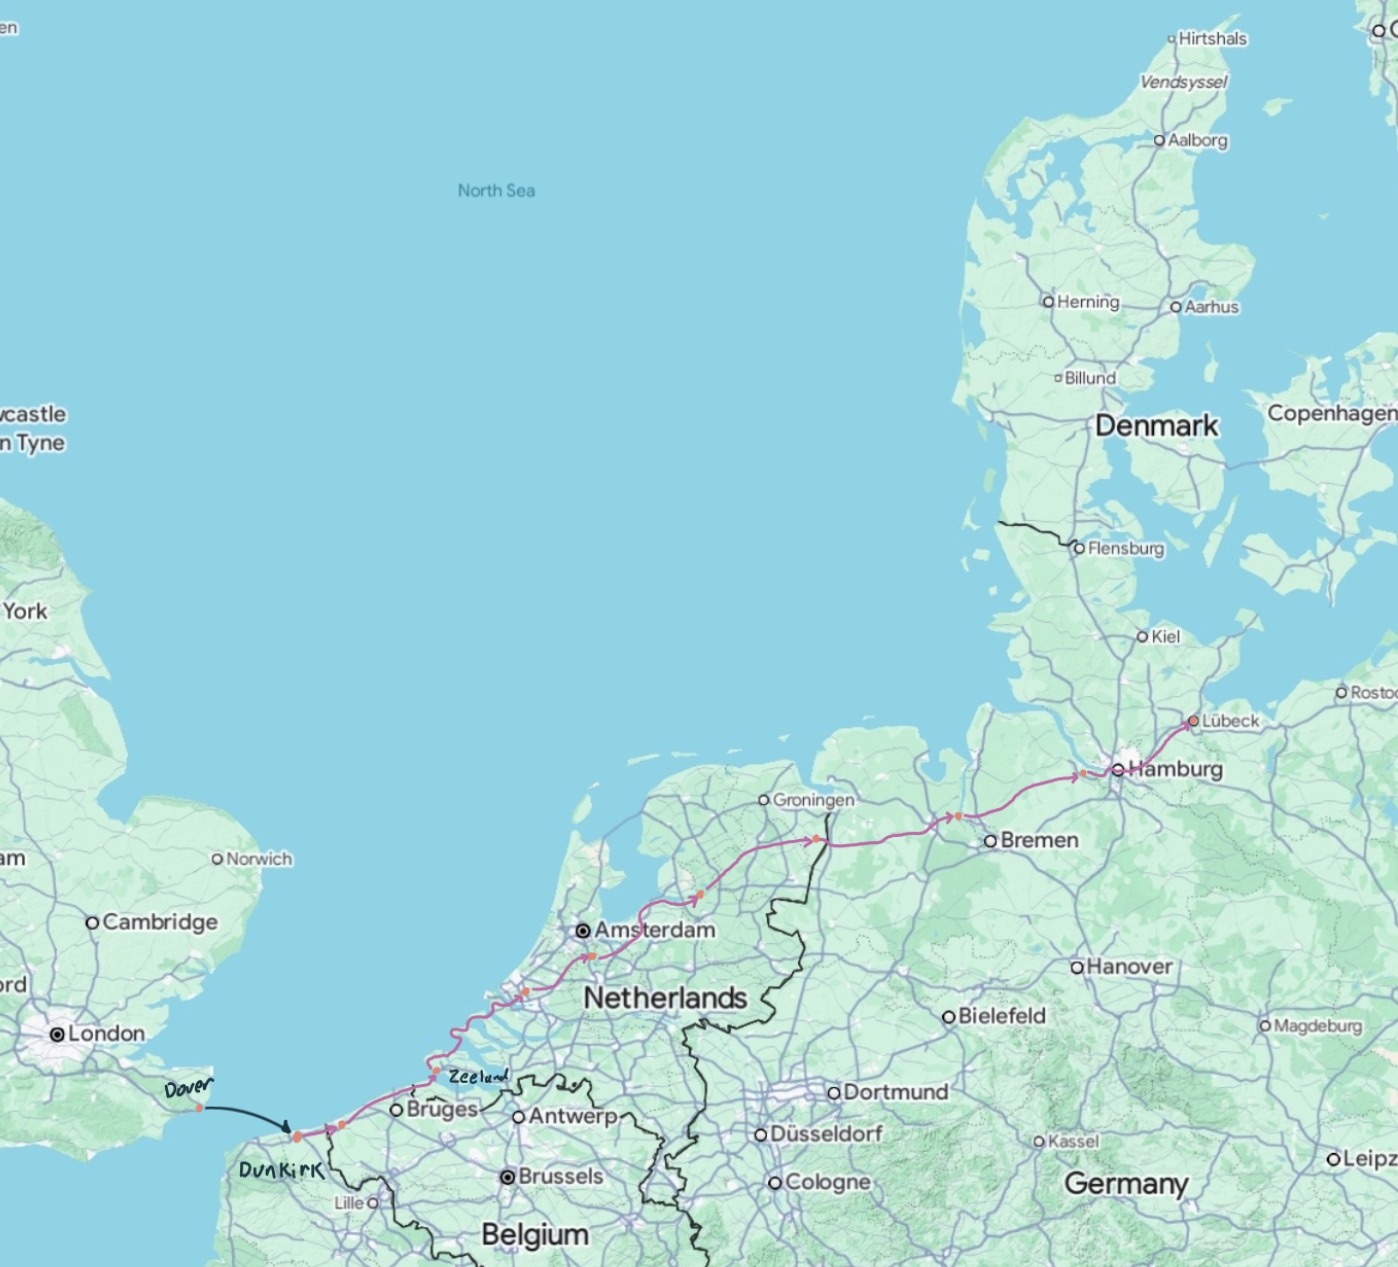 en
Hirtshals
Vendsyssel
Aalborg
North Sea
Herning
Aarhus
Billund
Denmark
Copenhagen
wcastle
n Tyne
Flensburg
York
Kiel
Rostoc
Lübeck
Hamburg
Groningen
Bremen
am
Norwich
Cambridge
Amsterdam
Hanover
ord
Netherlands
Bielefeld
Magdeburg
London
Zeeland
Dover
Dortmund
Bruges
Antwerp
Düsseldorf
Kassel
Leipz
DunKirK
Brussels
Cologne
Germany
Lille
Belgium